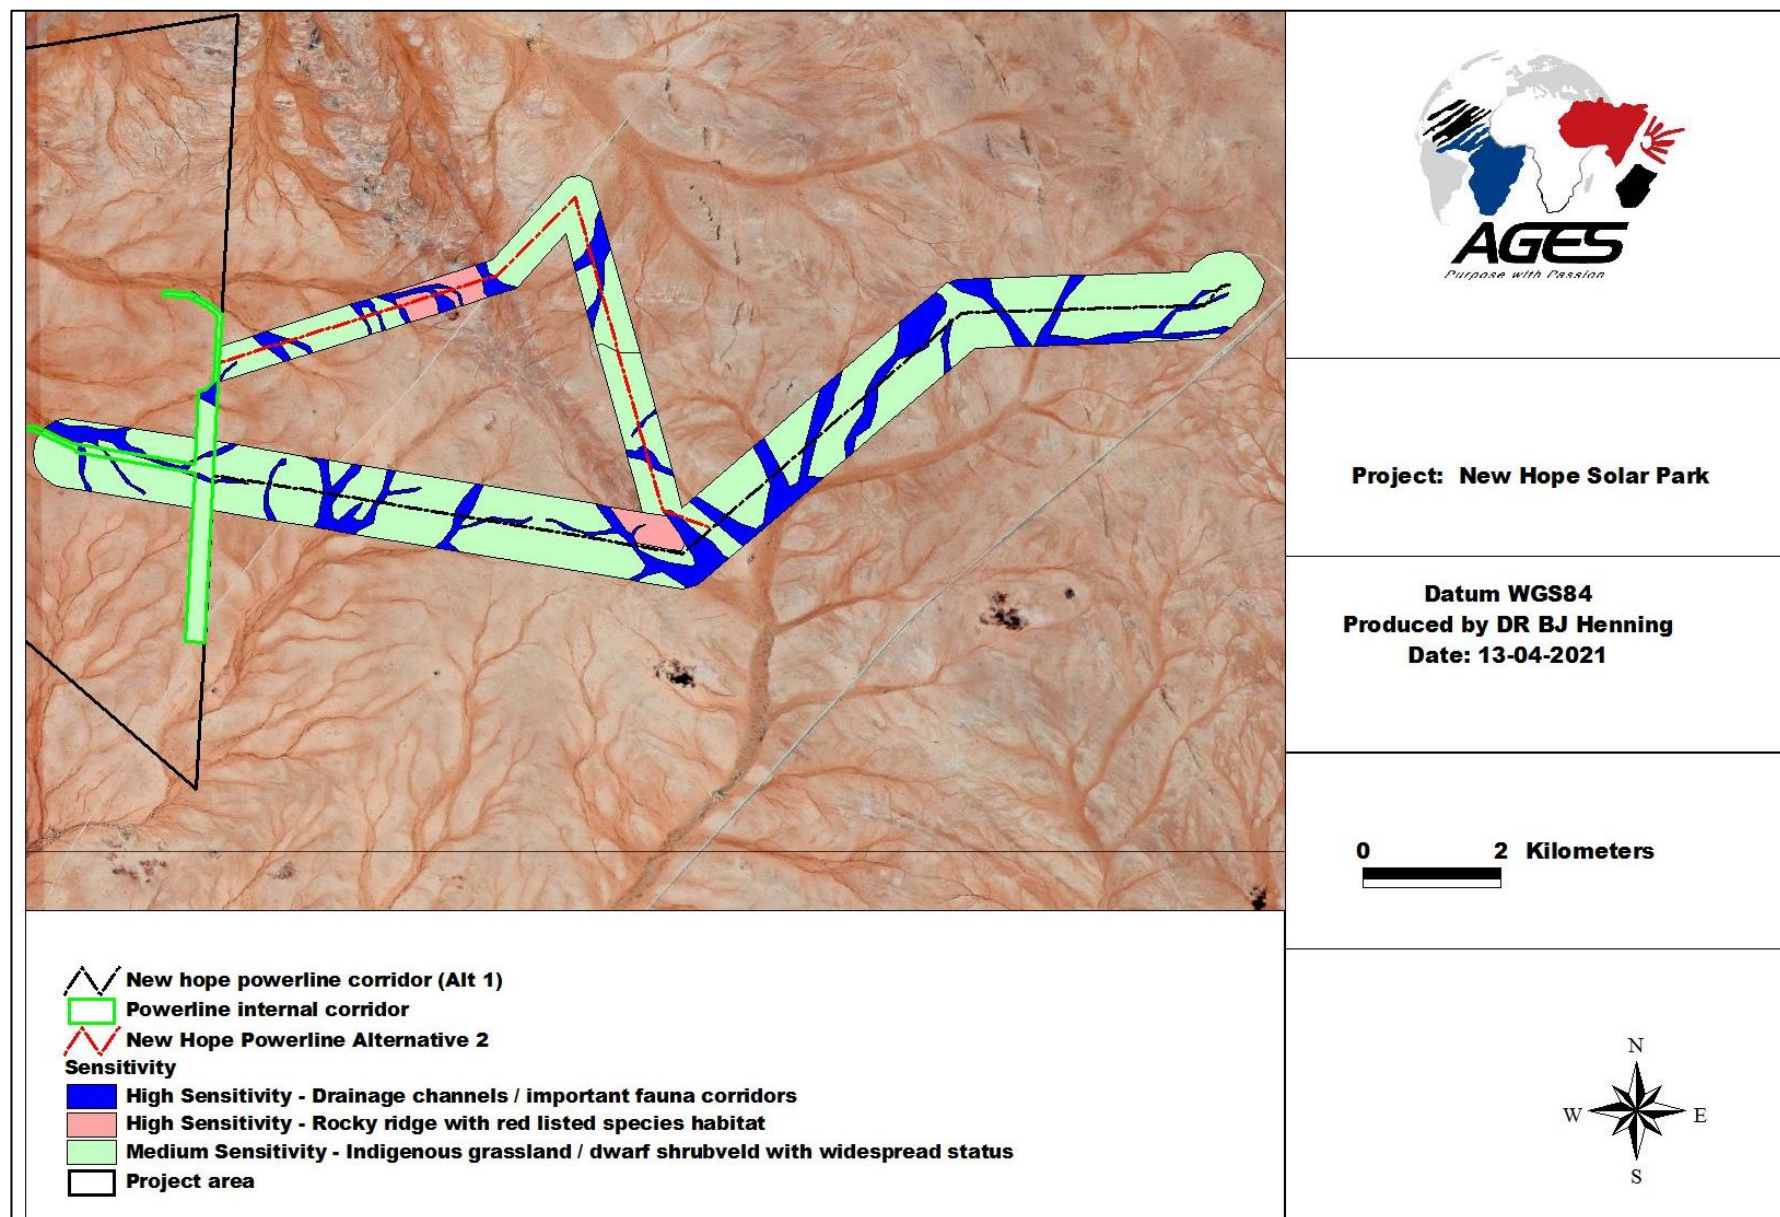 AGES
Purpose with Passion
Project: New Hope Solar Park
Datum WGS84
Produced by DR BJ Henning
Date: 13-04-2021
0 2 Kilometers
N
W E
S
New hope powerline corridor (Alt 1)
Powerline internal corridor
New Hope Powerline Alternative 2
Sensitivity
High Sensitivity - Drainage channels / important fauna corridors
High Sensitivity - Rocky ridge with red listed species habitat
Medium Sensitivity - Indigenous grassland / dwarf shrubveld with widespread status
Project area